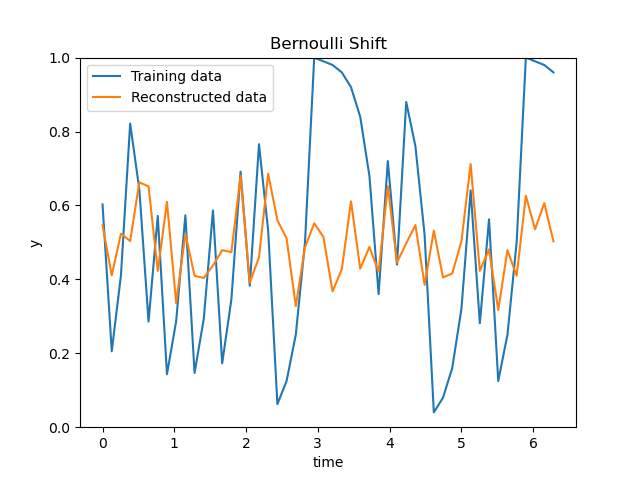 Bernoulli Shift
Training data
Reconstructed data
y
1.0
0.8
0.6
0.4
0.2
0.0
0 1 2 3 4 5 6
time